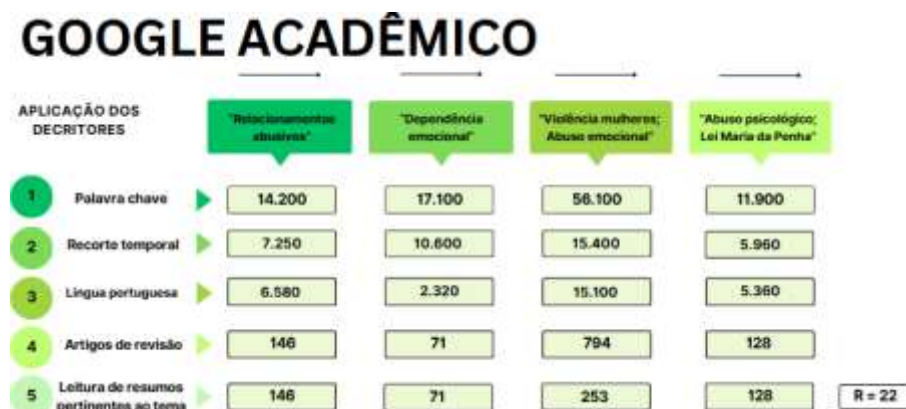 GOOGLE ACADÊMICO
APLICAÇÃO DOS
DECRITORES
"Relacionamentos
abusivos"
"Dependência
emocional"
"Violência mulheres;
Abuso emocional"
"Abuso psicológico;
Lei Maria da Penha"
1 Palavra chave 14.200 17.100 56.100 11.900
2 Recorte temporal 7.250 10.600 15.400 5.960
3 Língua portuguesa 6.580 2.320 15.100 5.360
4 Artigos de revisão 146 71 794 128
5 Leitura de resumos
pertinentes ao tema 146 71 253 128 R = 22